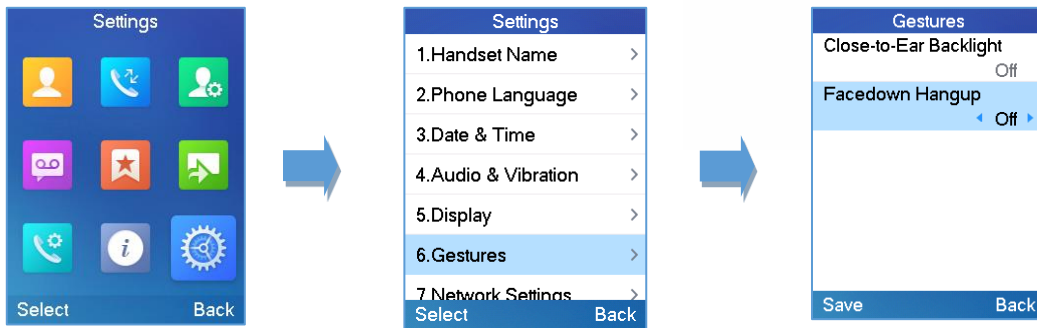 Settings
Select Back
Settings
1.Handset Name
2.Phone Language
3.Date & Time
4.Audio & Vibration
5.Display
6.Gestures
7.Network Settings
Select Back
Gestures
Close-to-Ear Backlight
Off
Facedown Hangup
Off
Save Back